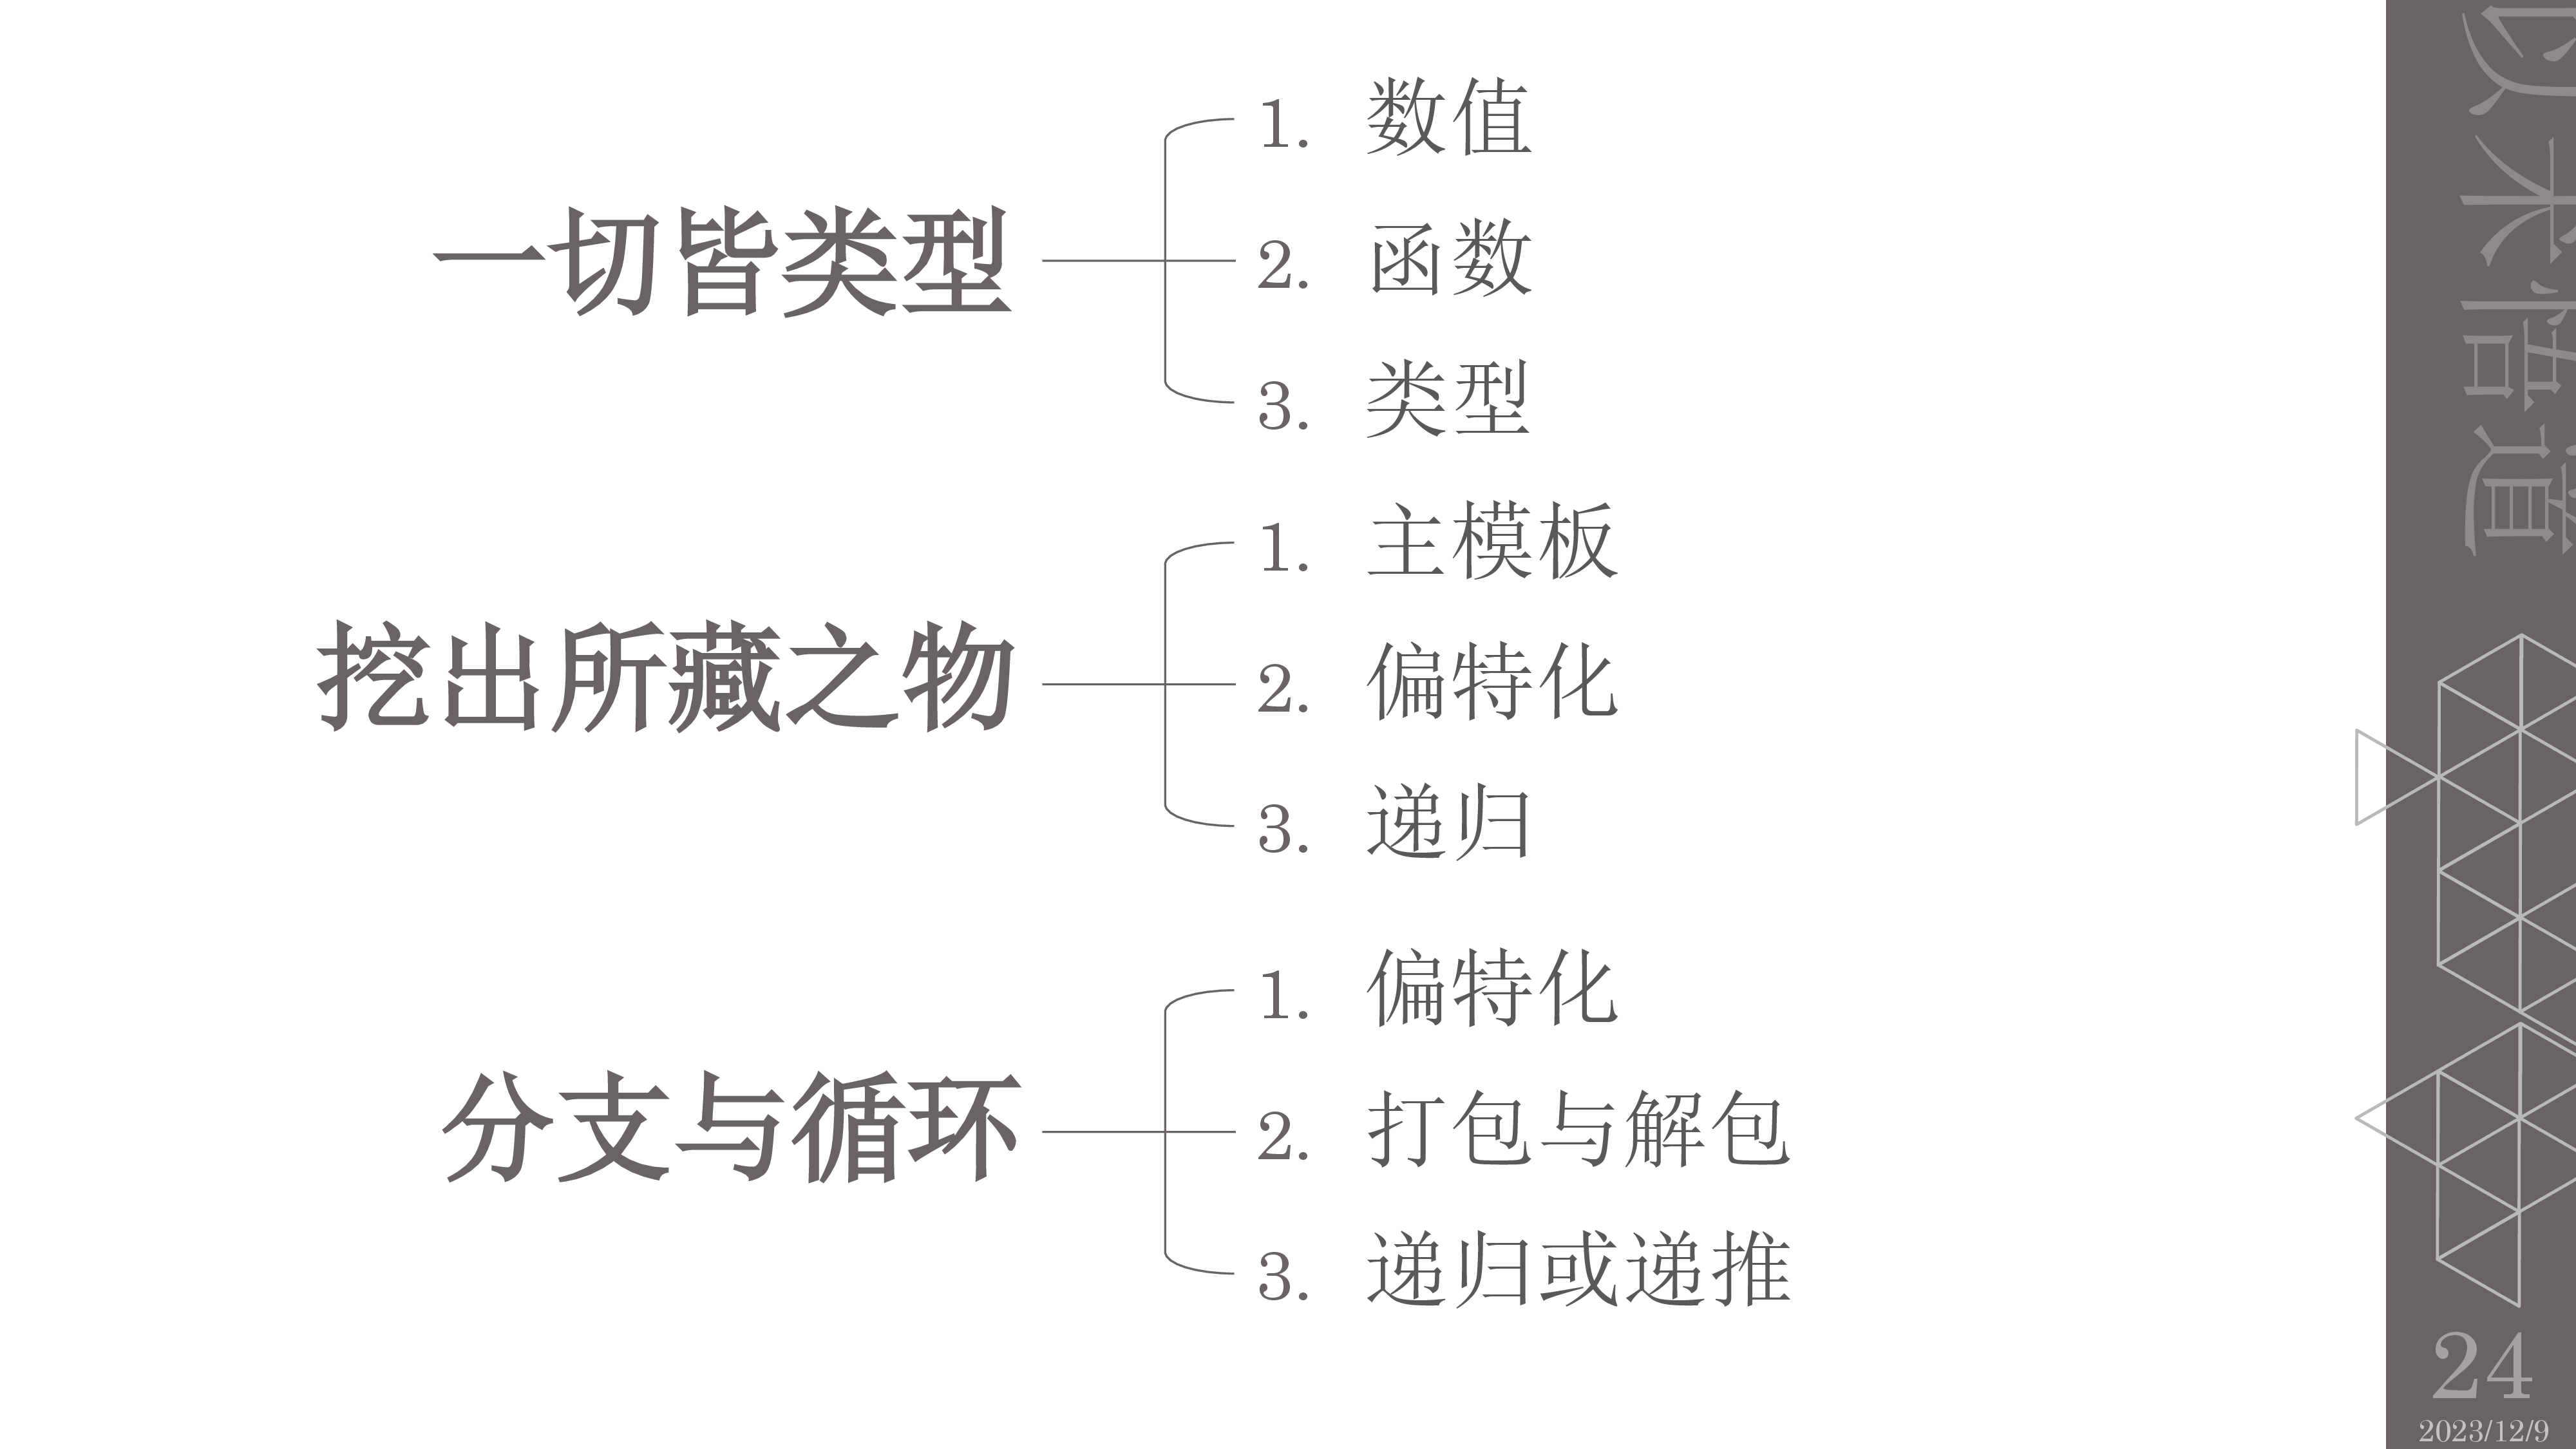 一切皆类型
1. 数值
2. 函数
3. 类型
挖出所藏之物
1. 主模板
2. 偏特化
3. 递归
分支与循环
1. 偏特化
2. 打包与解包
3. 递归或递推
以术悟道
24
2023/12/9